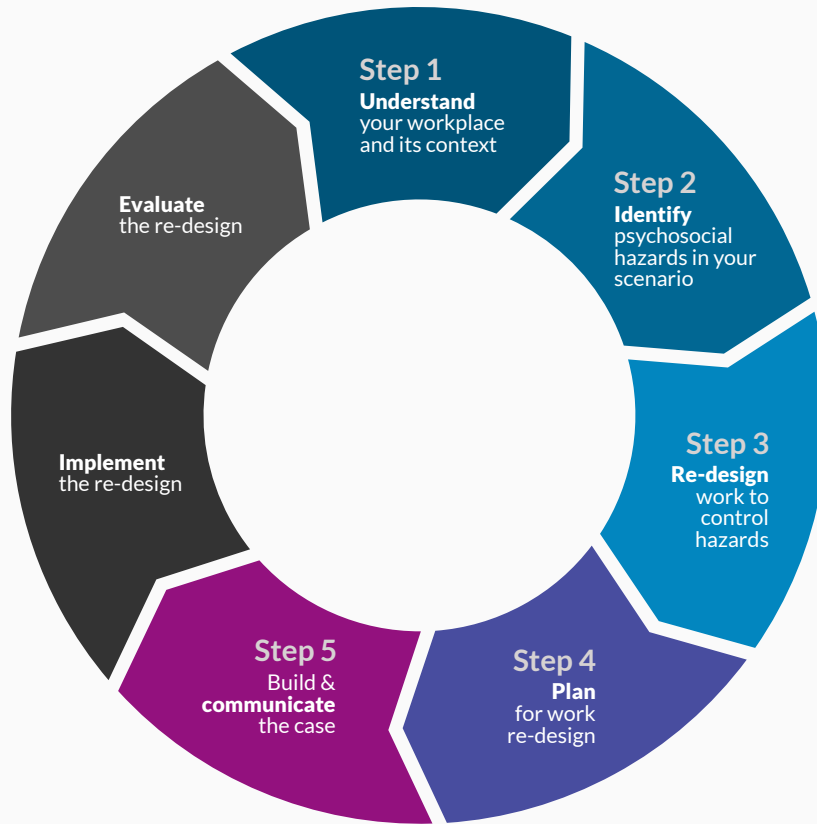 Step 1
Understand
your workplace
and its context
Step 2
Identify
psychosocial
hazards in your
scenario
Step 3
Re-design
work to
control
hazards
Step 4
Plan
for work
re-design
Step 5
Build &
communicate
the case
Implement
the re-design
Evaluate
the re-design